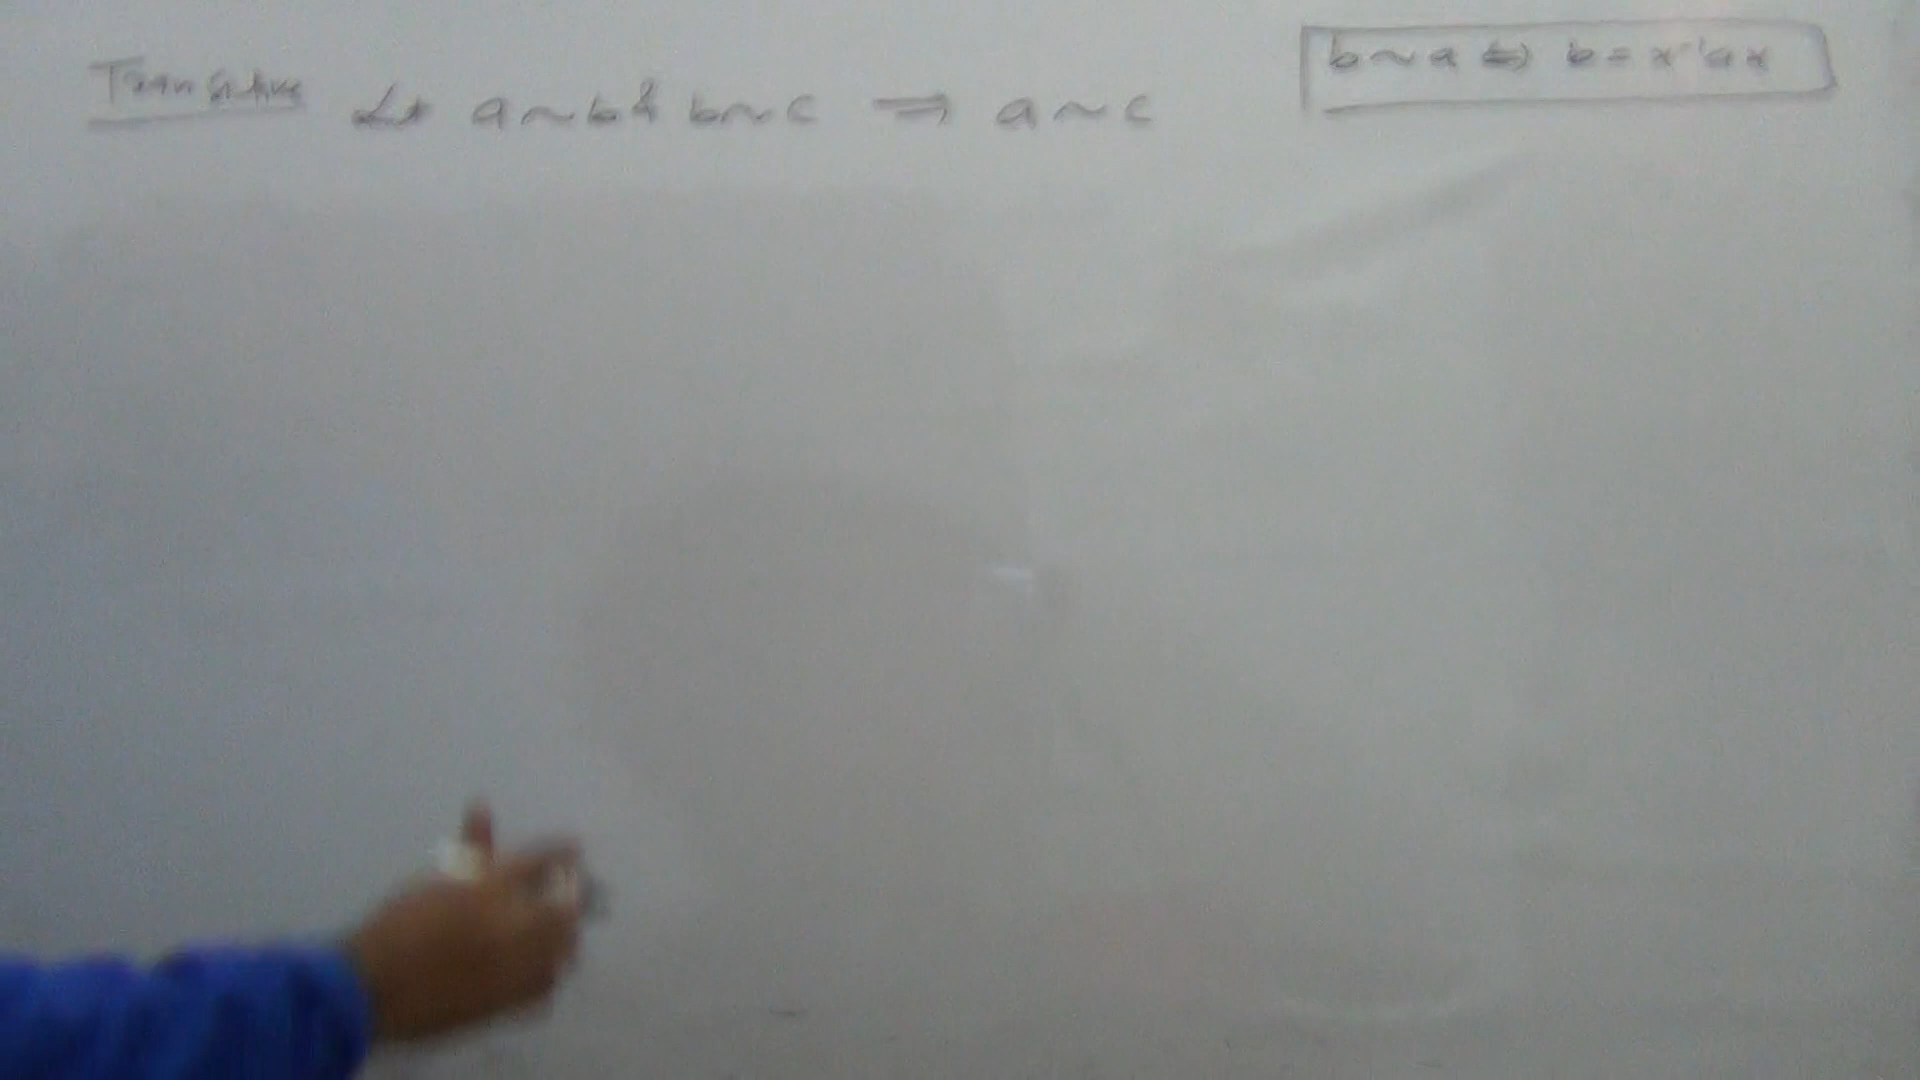 Transitive Let a ~ b & b ~ c ⇒ a ~ c
b ~ a ⇔ b = x⁻¹ax